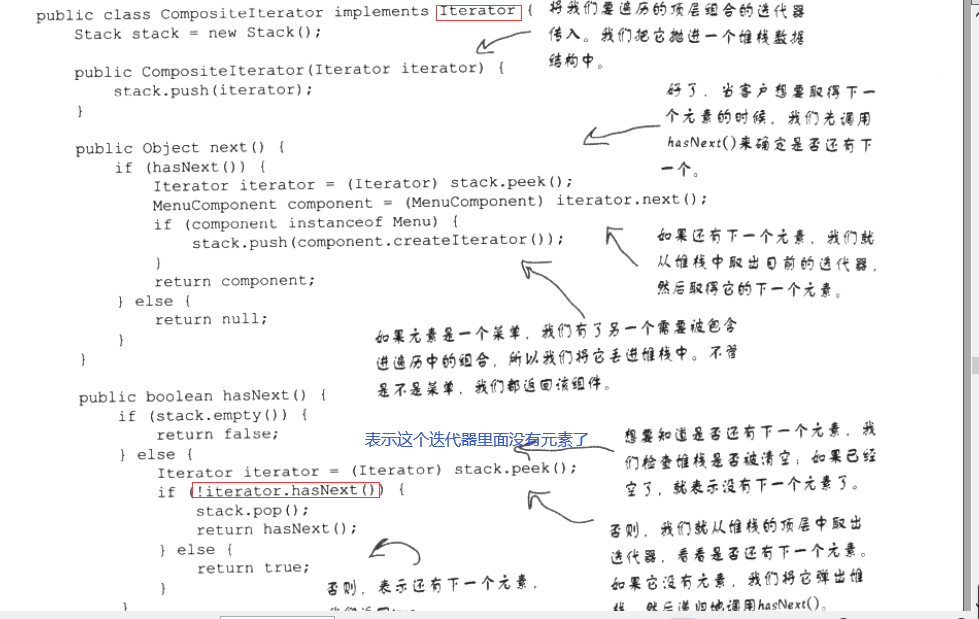 public class CompositeIterator implements Iterator {
Stack stack = new Stack();
将我们要遍历的顶层组合的迭代器
传入。我们把它抛进一个堆栈数据
结构中。
public CompositeIterator(Iterator iterator) {
stack.push(iterator);
}
好了，当客户想要取得下一
个元素的时候，我们先调用
hasNext()来确定是否还有下
一个。
public Object next() {
if (hasNext()) {
Iterator iterator = (Iterator) stack.peek();
MenuComponent component = (MenuComponent) iterator.next();
if (component instanceof Menu) {
stack.push(component.createIterator());
}
return component;
} else {
return null;
}
}
如果还有下一个元素，我们就
从堆栈中取出目前的迭代器，
然后取得它的下一个元素。
如果元素是一个菜单，我们有了另一个需要被包含
进遍历中的组合，所以我们将它丢进堆栈中。不管
是不是菜单，我们都返回该组件。
public boolean hasNext() {
if (stack.empty()) {
return false;
} else {
表示这个迭代器里面没有元素了
Iterator iterator = (Iterator) stack.peek();
if (!iterator.hasNext()) {
stack.pop();
return hasNext();
} else {
return true;
}
}
想要知道是否还有下一个元素，我
们检查堆栈是否被清空；如果已经
空了，就表示没有下一个元素了。
否则，我们就从堆栈的顶层中取出
迭代器，看看是否还有下一个元素。
如果它没有元素，我们将它弹出堆
栈，然后递归地调用hasNext()。
否则，表示还有下一个元素，